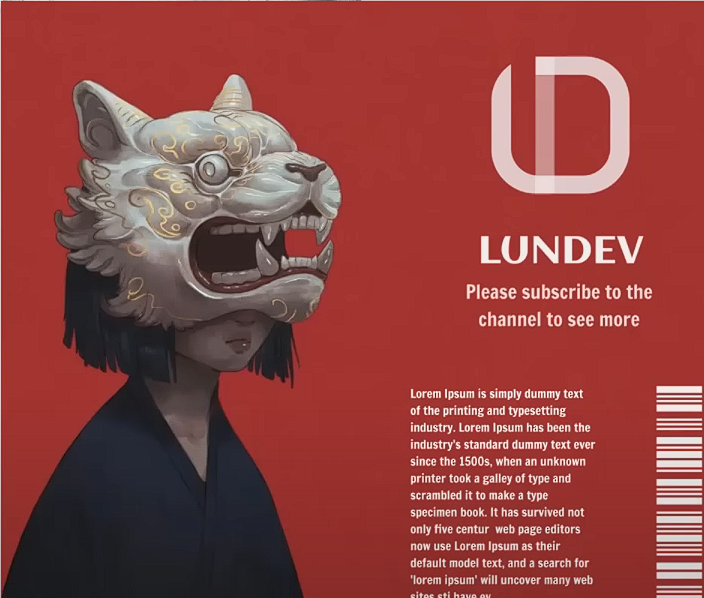 LUNDEV
Please subscribe to the
channel to see more
Lorem Ipsum is simply dummy text
of the printing and typesetting
industry. Lorem Ipsum has been the
industry's standard dummy text ever
since the 1500s, when an unknown
printer took a galley of type and
scrambled it to make a type
specimen book. It has survived not
only five centur web page editors
now use Lorem Ipsum as their
default model text, and a search for
'lorem ipsum' will uncover many web
sites sti have ev